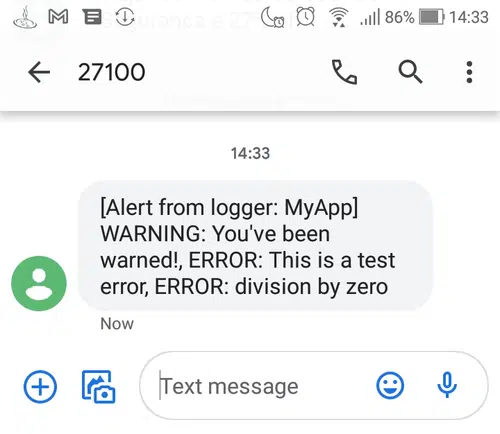 86% 14:33
27100
14:33
[Alert from logger: MyApp]
WARNING: You've been
warned!, ERROR: This is a test
error, ERROR: division by zero
Now
Text message